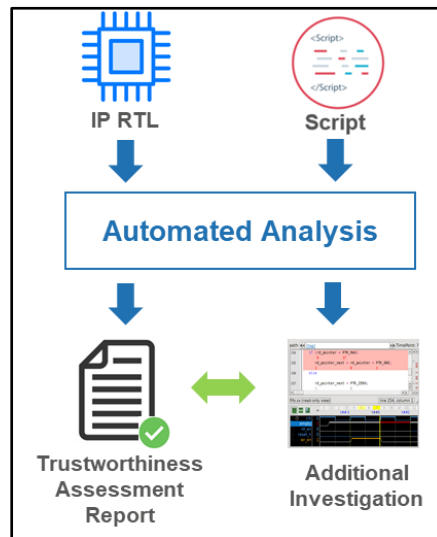 <Script>
</Script>
IP RTL
Script
Automated Analysis
Trustworthiness
Assessment
Report
Additional
Investigation